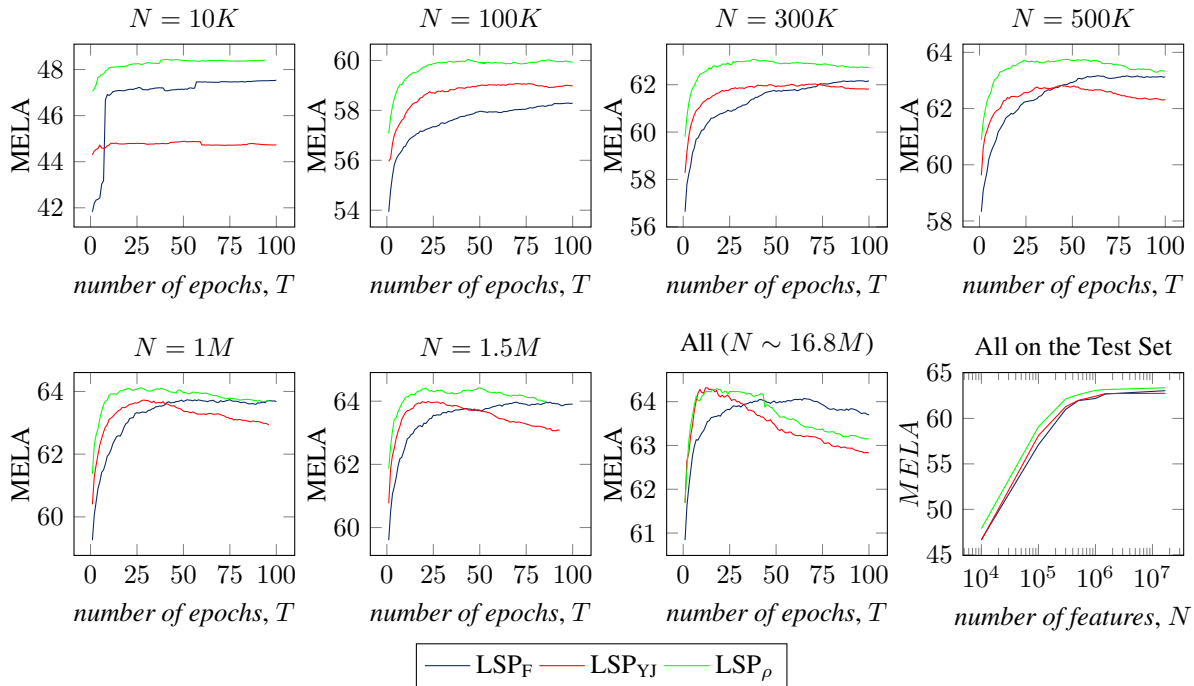 N = 10K
N = 100K
N = 300K
N = 500K
MELA
48
46
44
42
0 25 50 75 100
number of epochs, T
MELA
60
58
56
54
0 25 50 75 100
number of epochs, T
MELA
62
60
58
56
0 25 50 75 100
number of epochs, T
MELA
64
62
60
58
0 25 50 75 100
number of epochs, T
N = 1M
N = 1.5M
All (N ∼ 16.8M)
All on the Test Set
MELA
64
62
60
0 25 50 75 100
number of epochs, T
MELA
64
62
60
0 25 50 75 100
number of epochs, T
MELA
64
63
62
61
0 25 50 75 100
number of epochs, T
MELA
65
60
55
50
45
10^4 10^5 10^6 10^7
number of features, N
LSP_F LSP_YJ LSP_ρ